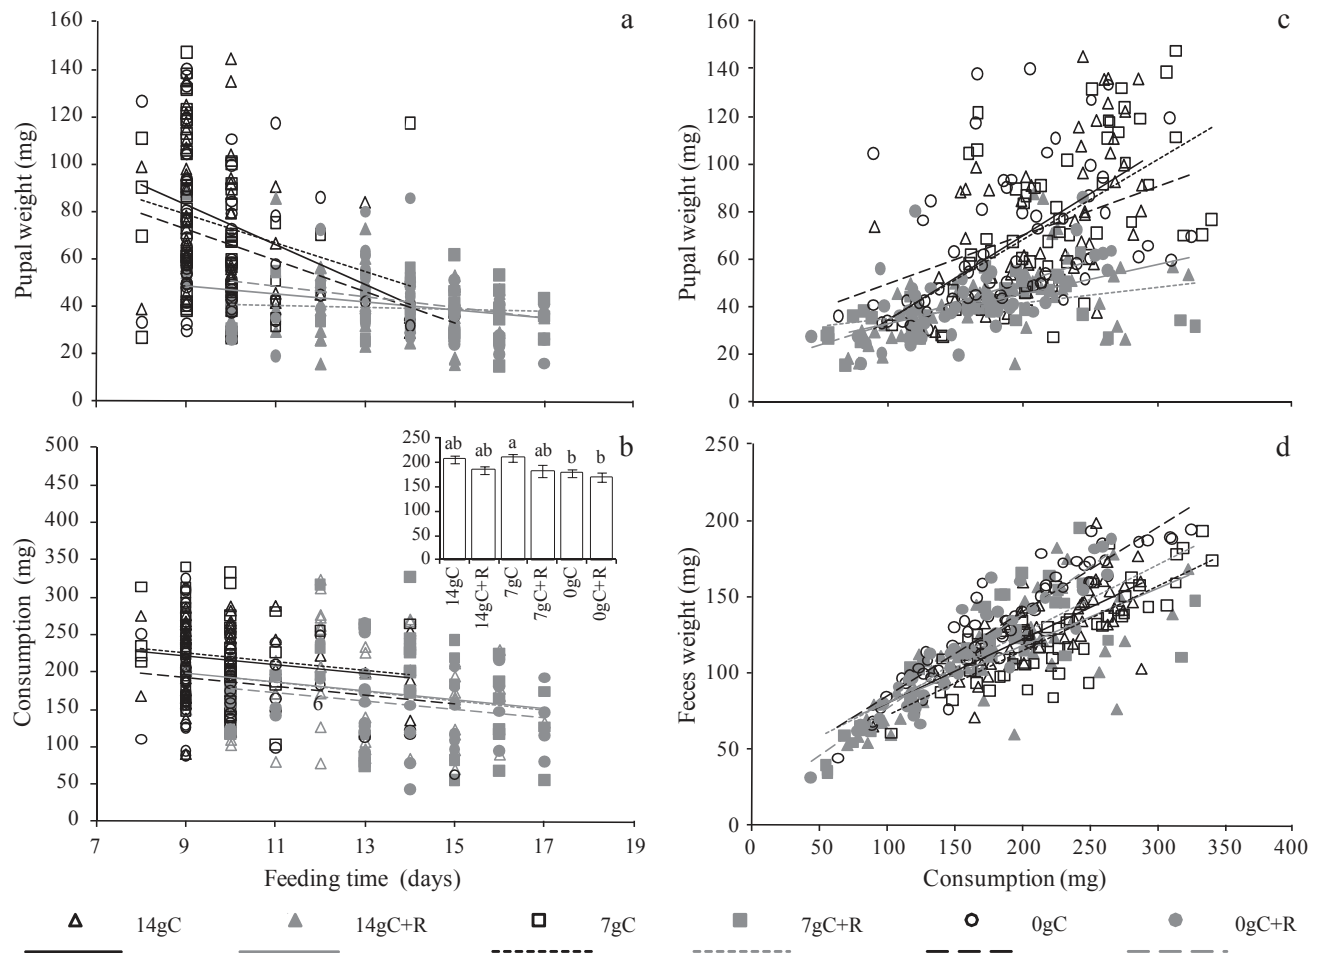 a
160
140
120
100
80
60
40
20
0
Pupal weight (mg)
c
160
140
120
100
80
60
40
20
0
Pupal weight (mg)
b
500
450
400
350
300
250
200
150
100
50
0
Consumption (mg)
6
250
200
150
100
50
0
ab
ab
a
ab
b
b
14gC
14gC+R
7gC
7gC+R
0gC
0gC+R
7
9
11
13
15
17
19
Feeding time (days)
d
250
200
150
100
50
0
Feces weight (mg)
0
50
100
150
200
250
300
350
400
Consumption (mg)
14gC
14gC+R
7gC
7gC+R
0gC
0gC+R